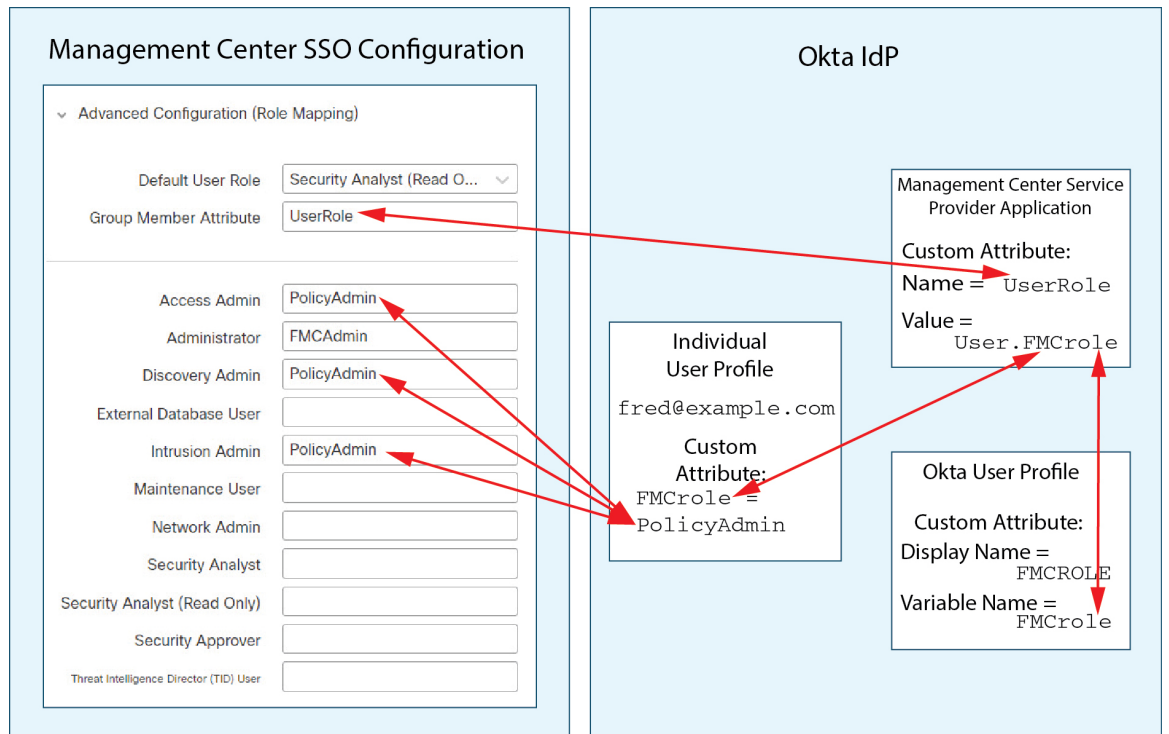 Management Center SSO Configuration
Advanced Configuration (Role Mapping)
Default User Role Security Analyst (Read O...
Group Member Attribute UserRole
Access Admin PolicyAdmin
Administrator FMCAdmin
Discovery Admin PolicyAdmin
External Database User
Intrusion Admin PolicyAdmin
Maintenance User
Network Admin
Security Analyst
Security Analyst (Read Only)
Security Approver
Threat Intelligence Director (TID) User
Okta IdP
Individual
User Profile
fred@example.com
Custom
Attribute:
FMCrole =
PolicyAdmin
Management Center Service
Provider Application
Custom Attribute:
Name = UserRole
Value =
User.FMCrole
Okta User Profile
Custom Attribute:
Display Name =
FMCROLE
Variable Name =
FMCrole